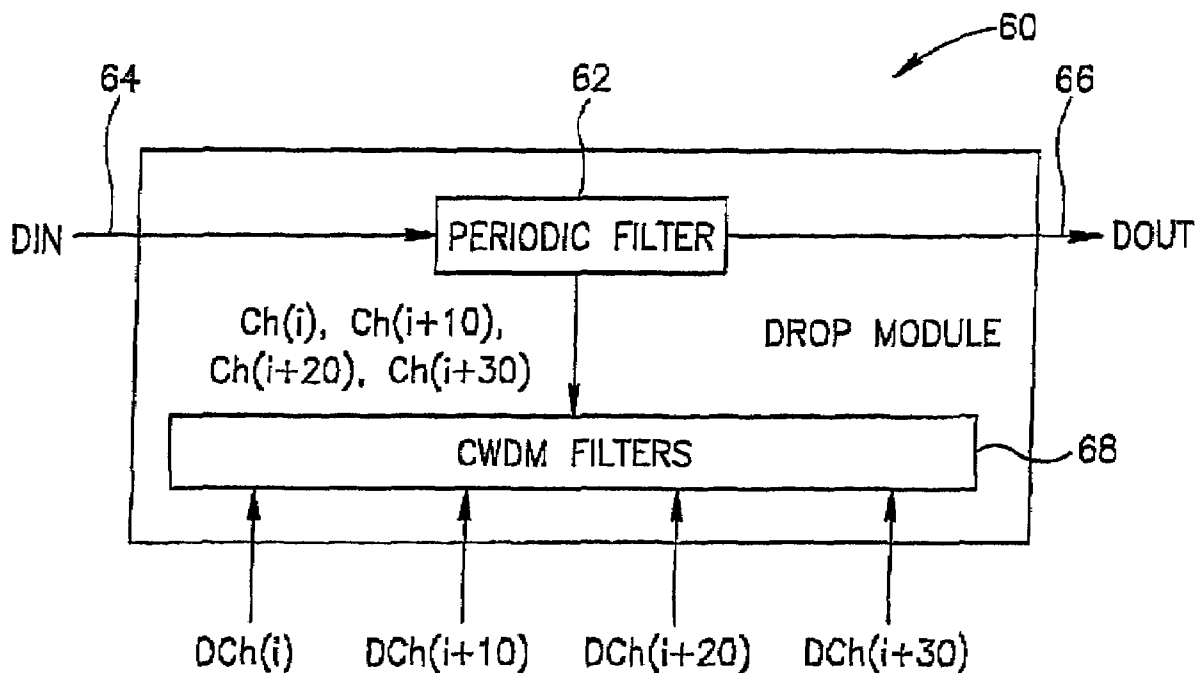 60
64
62
66
DIN
PERIODIC FILTER
DOUT
Ch(i), Ch(i+10),
Ch(i+20), Ch(i+30)
DROP MODULE
CWDM FILTERS
68
DCh(i)
DCh(i+10)
DCh(i+20)
DCh(i+30)